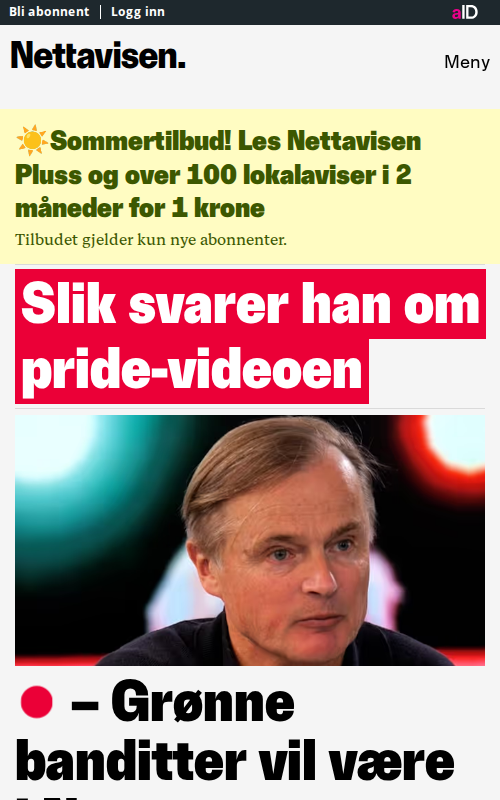 Bli abonnent | Logg inn
aID
Nettavisen.
Meny
☀️Sommertilbud! Les Nettavisen
Pluss og over 100 lokalaviser i 2
måneder for 1 krone
Tilbudet gjelder kun nye abonnenter.
Slik svarer han om
pride-videoen
– Grønne
banditter vil være